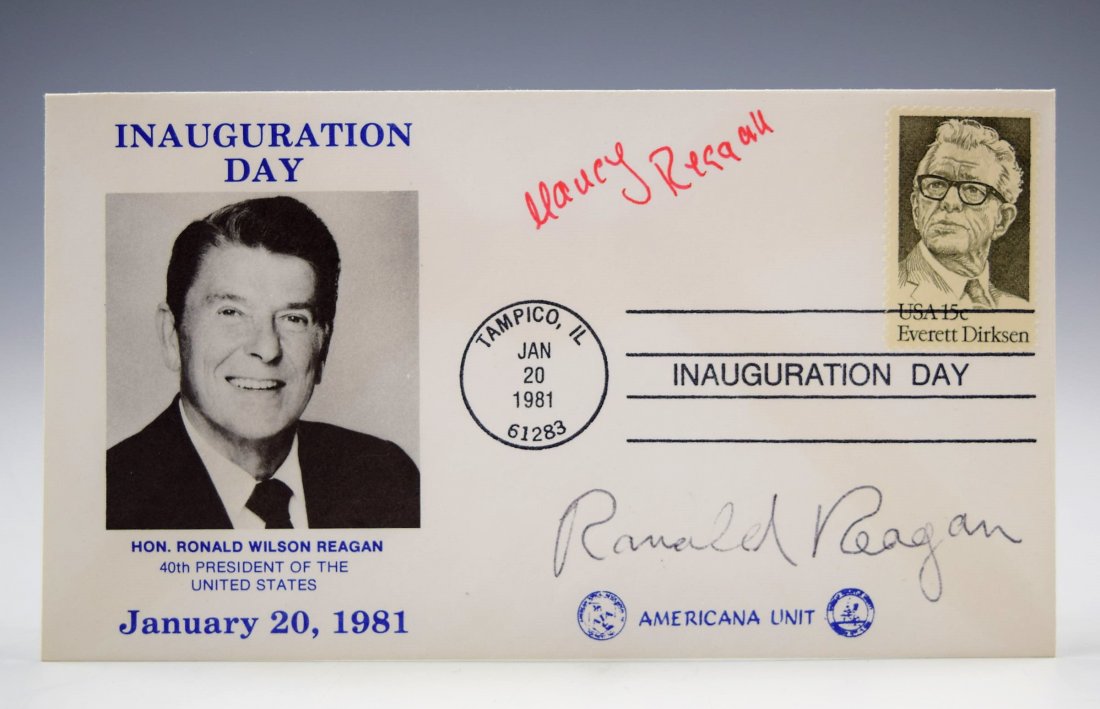 INAUGURATION
DAY
Nancy Reagan
USA 15c
Everett Dirksen
TAMPICO, IL
JAN
20
1981
61283
INAUGURATION DAY
HON. RONALD WILSON REAGAN
40th PRESIDENT OF THE
UNITED STATES
January 20, 1981
Ronald Reagan
AMERICANA UNIT